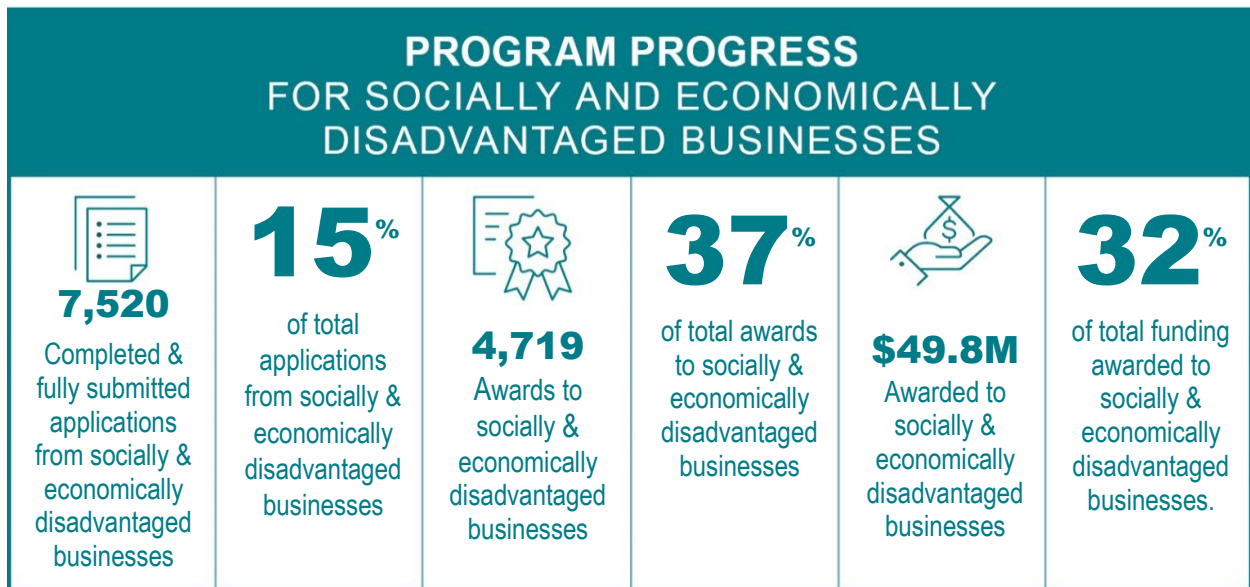 PROGRAM PROGRESS
FOR SOCIALLY AND ECONOMICALLY
DISADVANTAGED BUSINESSES
7,520
Completed &
fully submitted
applications
from socially &
economically
disadvantaged
businesses
15%
of total
applications
from socially &
economically
disadvantaged
businesses
4,719
Awards to
socially &
economically
disadvantaged
businesses
37%
of total awards
to socially &
economically
disadvantaged
businesses
$
$49.8M
Awarded to
socially &
economically
disadvantaged
businesses
32%
of total funding
awarded to
socially &
economically
disadvantaged
businesses.